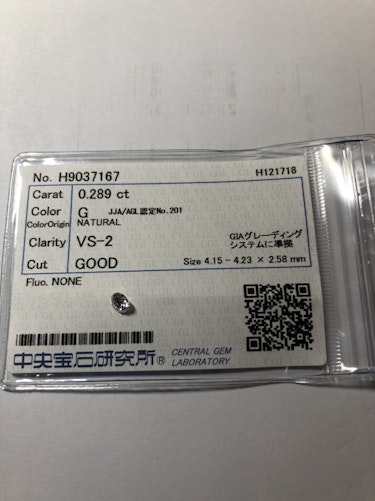 No. H9037167 H121718
Carat 0.289 ct
Color G JJA/AGL認定No.201
ColorOrigin NATURAL
Clarity VS-2 GIAグレーディング
システムに準拠
Cut GOOD Size 4.15 - 4.23 × 2.58 mm
Fluo. NONE
中央宝石研究所® CENTRAL GEM
LABORATORY